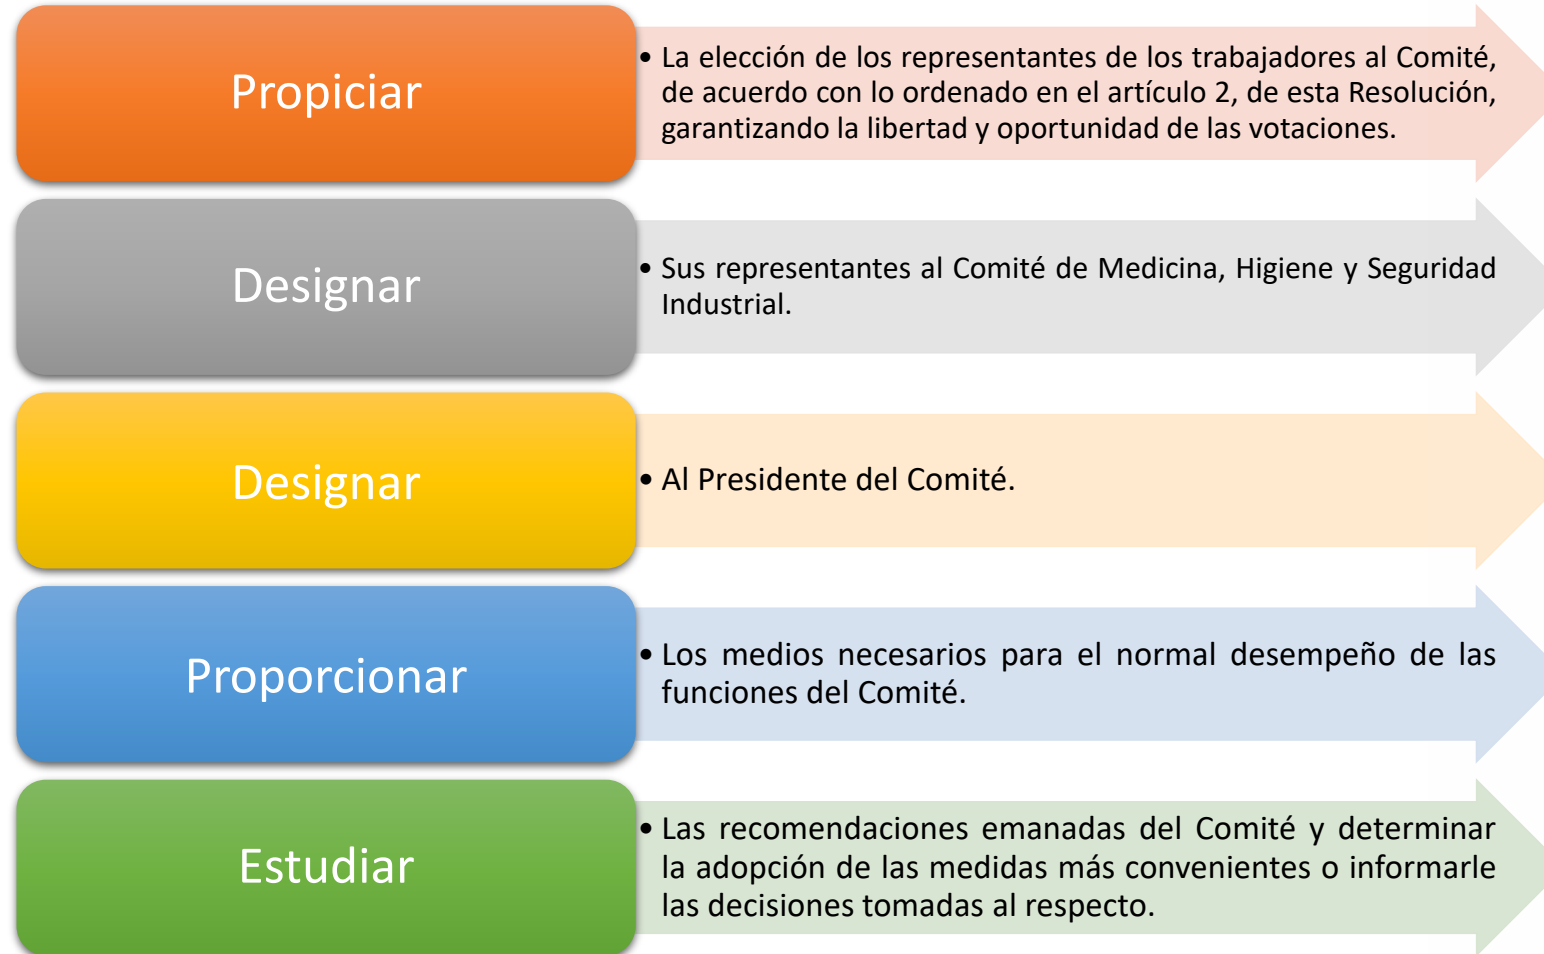 Propiciar
• La elección de los representantes de los trabajadores al Comité,
de acuerdo con lo ordenado en el artículo 2, de esta Resolución,
garantizando la libertad y oportunidad de las votaciones.
Designar
• Sus representantes al Comité de Medicina, Higiene y Seguridad
Industrial.
Designar
• Al Presidente del Comité.
Proporcionar
• Los medios necesarios para el normal desempeño de las
funciones del Comité.
Estudiar
• Las recomendaciones emanadas del Comité y determinar
la adopción de las medidas más convenientes o informarle
las decisiones tomadas al respecto.